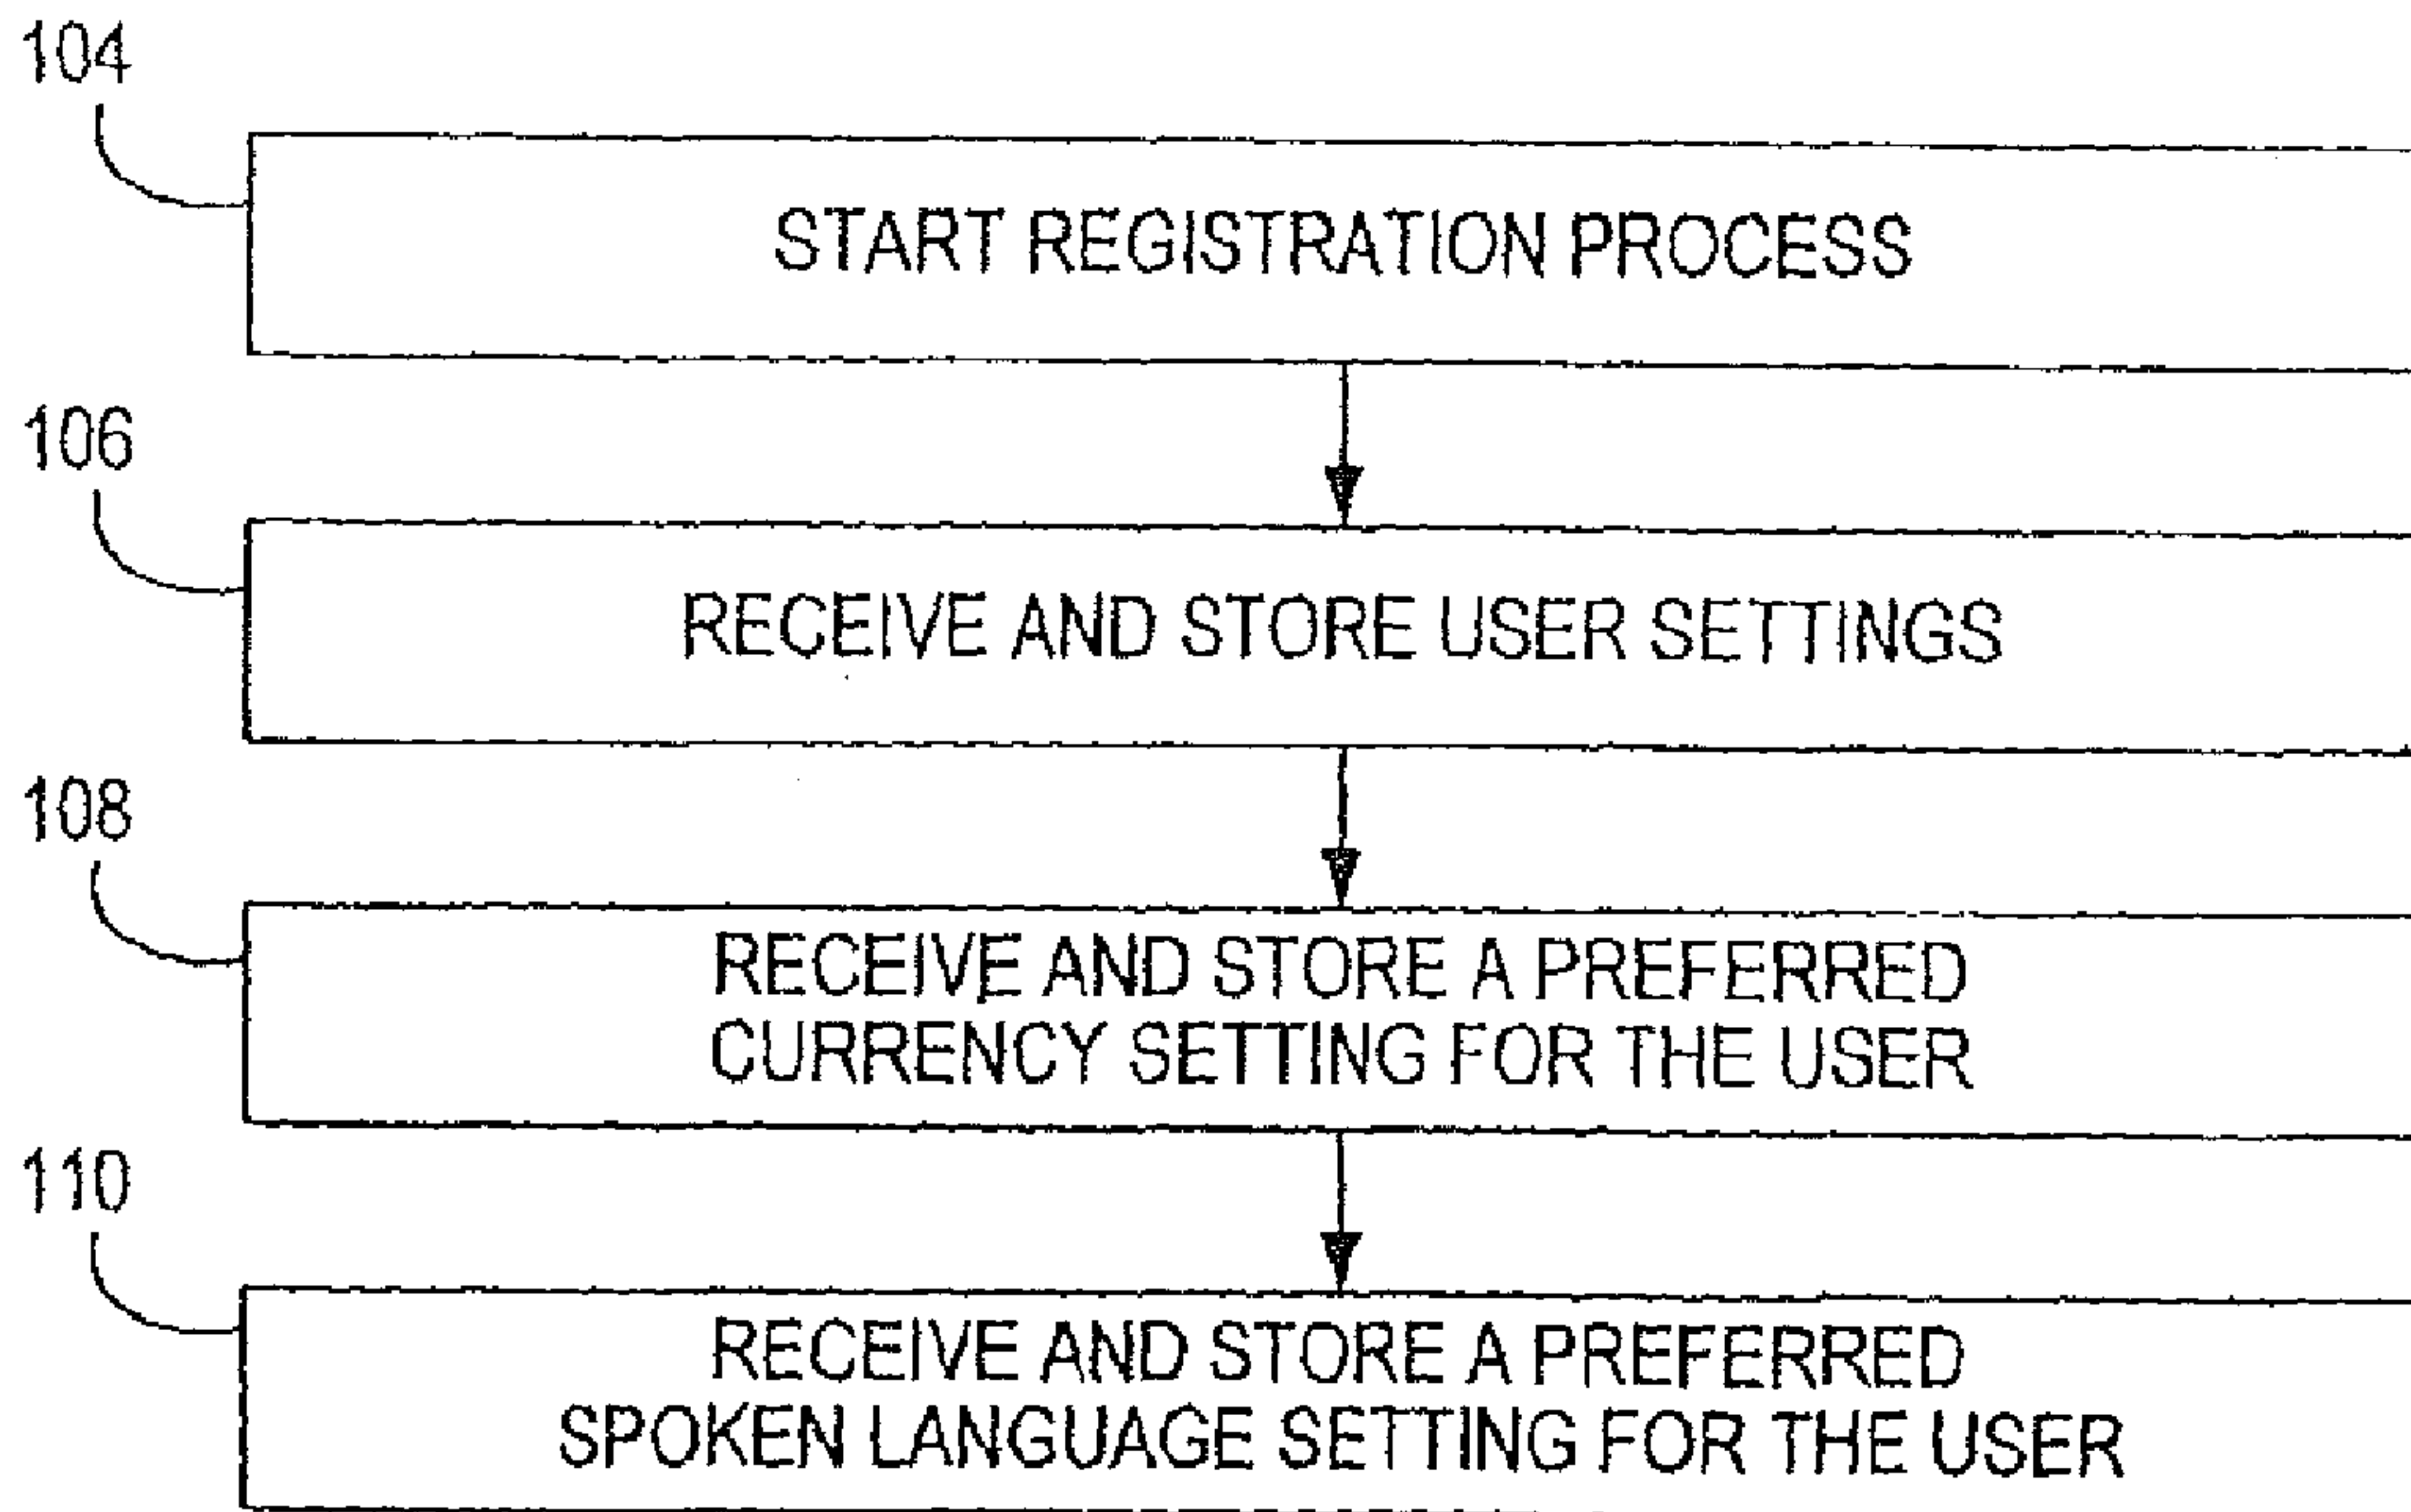 104
START REGISTRATION PROCESS
106
RECEIVE AND STORE USER SETTINGS
108
RECEIVE AND STORE A PREFERRED
CURRENCY SETTING FOR THE USER
110
RECEIVE AND STORE A PREFERRED
SPOKEN LANGUAGE SETTING FOR THE USER